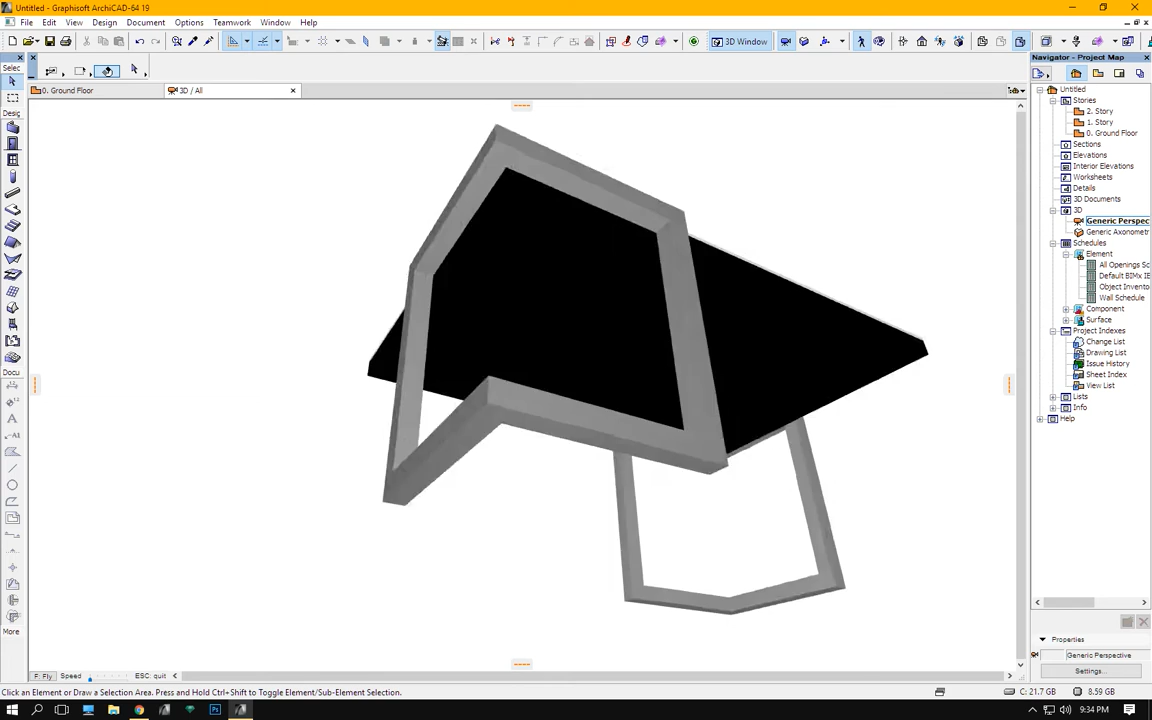 Untitled - Graphisoft ArchiCAD-64 19
File Edit View Design Document Options Teamwork Window Help
3D Window
Selec
0. Ground Floor
3D / All
Desig
Docu
More
Navigator - Project Map
Untitled
Stories
2. Story
1. Story
0. Ground Floor
Sections
Elevations
Interior Elevations
Worksheets
Details
3D Documents
3D
Generic Perspec
Generic Axonomet
Schedules
Element
All Openings Sc
Default BIMx IE
Object Invento
Wall Schedule
Component
Surface
Project Indexes
Change List
Drawing List
Issue History
Sheet Index
View List
Lists
Info
Help
Properties
Generic Perspective
Settings...
F: Fly Speed ESC: quit
Click an Element or Draw a Selection Area. Press and Hold Ctrl+Shift to Toggle Element/Sub-Element Selection.
C: 21.7 GB 8.59 GB
9:34 PM